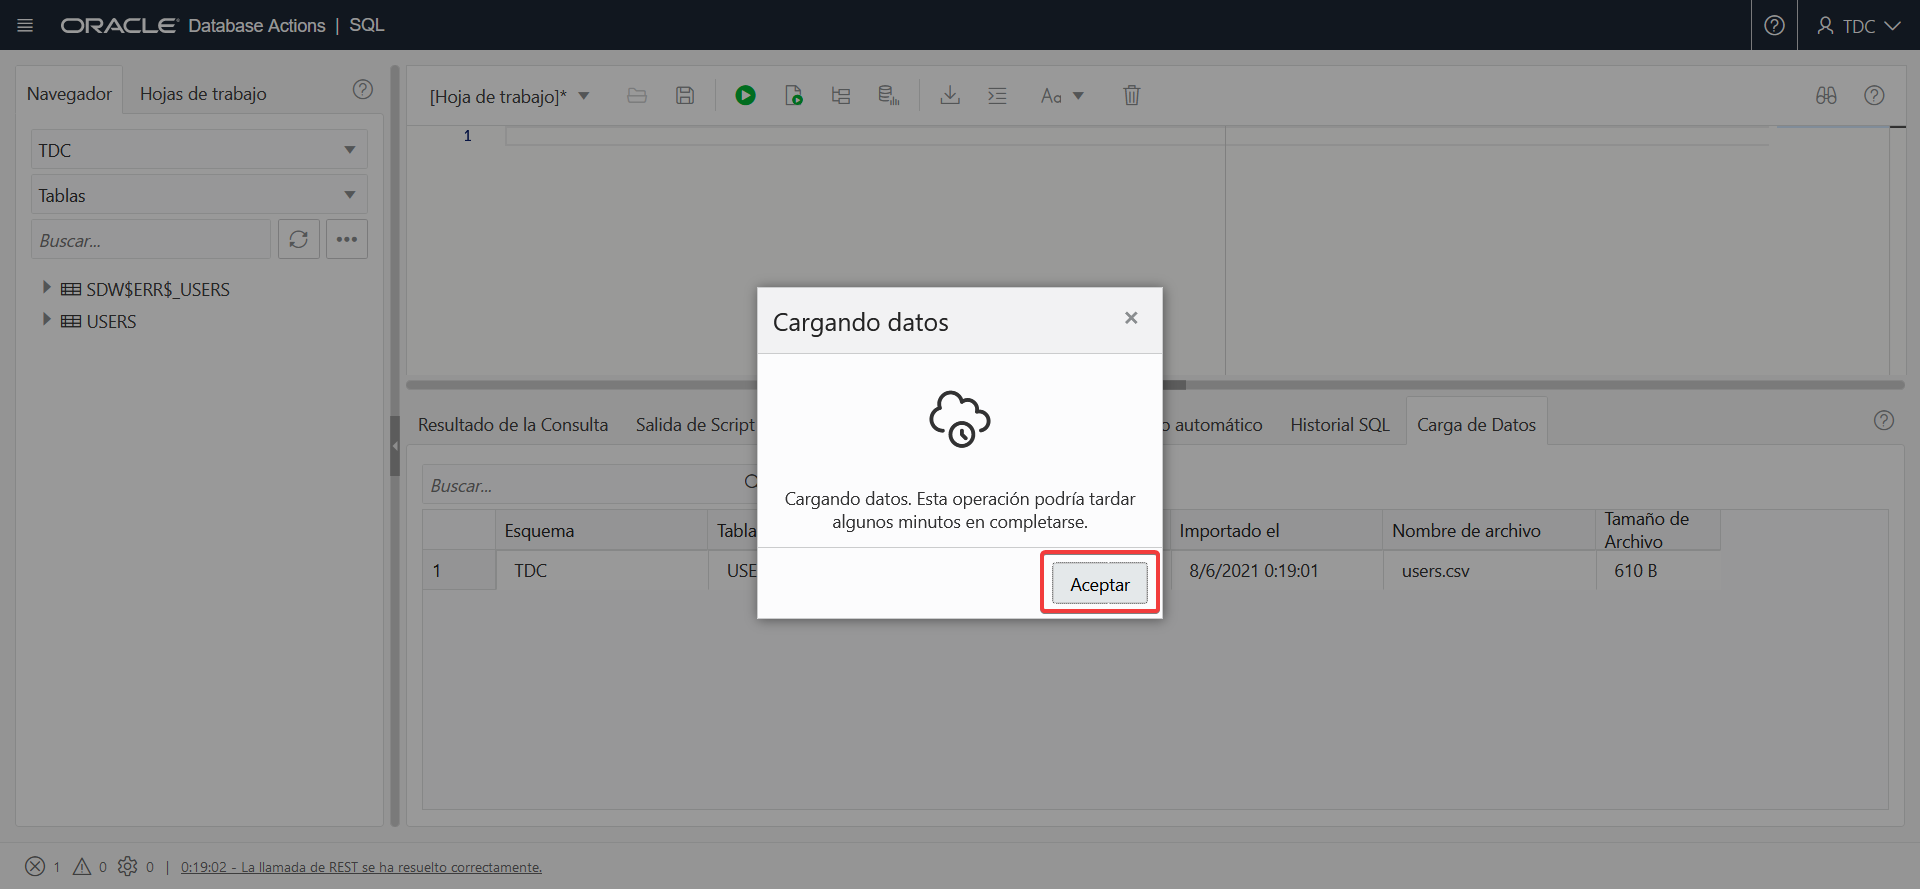 ORACLE Database Actions | SQL
TDC
Navegador
Hojas de trabajo
[Hoja de trabajo]*
Aa
TDC
Tablas
Buscar...
SDW$ERR$_USERS
USERS
1
Cargando datos
Cargando datos. Esta operación podría tardar
algunos minutos en completarse.
Aceptar
Resultado de la Consulta
Salida de Script
o automático
Historial SQL
Carga de Datos
Buscar...
Esquema
Tabla
Importado el
Nombre de archivo
Tamaño de
Archivo
1
TDC
USE
8/6/2021 0:19:01
users.csv
610 B
1
0
0 | 0:19:02 - La llamada de REST se ha resuelto correctamente.